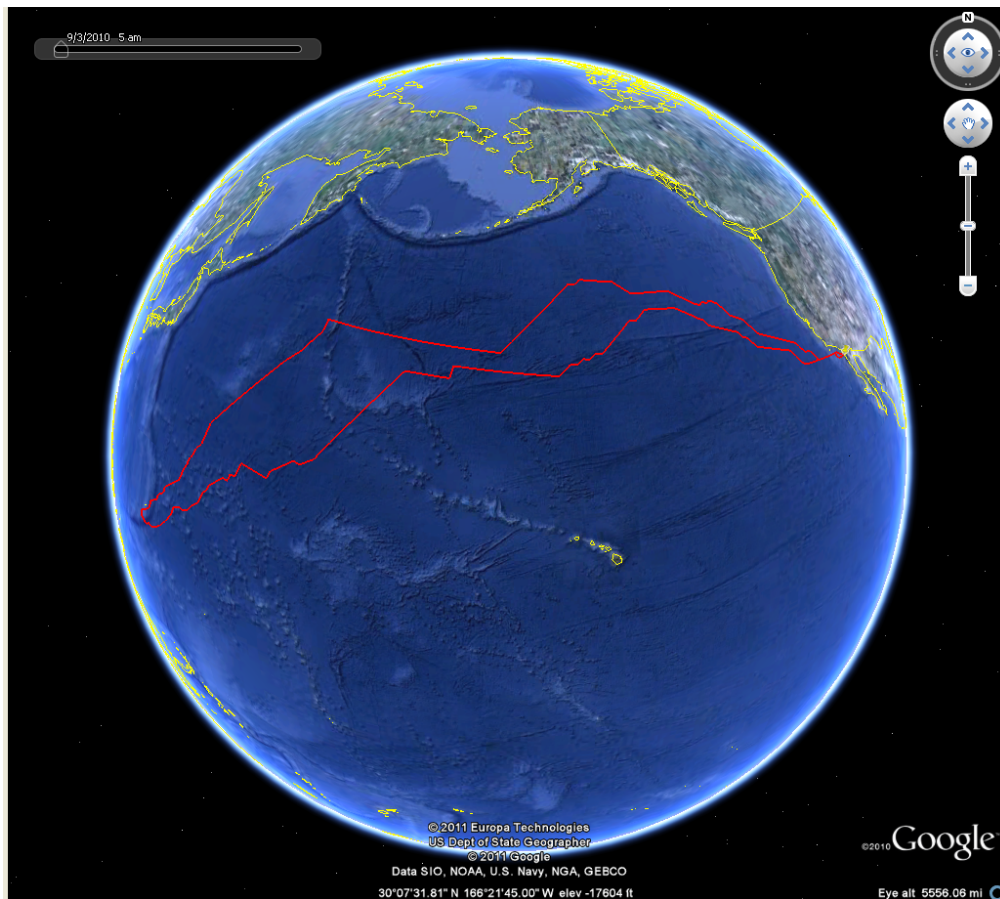 9/3/2010 5 am
N
© 2011 Europa Technologies
US Dept of State Geographer
© 2011 Google
Data SIO, NOAA, U.S. Navy, NGA, GEBCO
©2010 Google
30°07'31.81" N 166°21'45.00" W elev -17604 ft
Eye alt 5556.06 mi